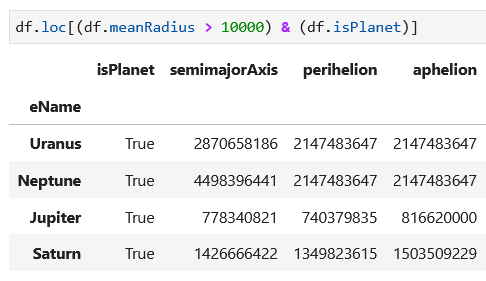 df.loc[(df.meanRadius > 10000) & (df.isPlanet)]
isPlanet semimajorAxis perihelion aphelion
eName
Uranus True 2870658186 2147483647 2147483647
Neptune True 4498396441 2147483647 2147483647
Jupiter True 778340821 740379835 816620000
Saturn True 1426666422 1349823615 1503509229